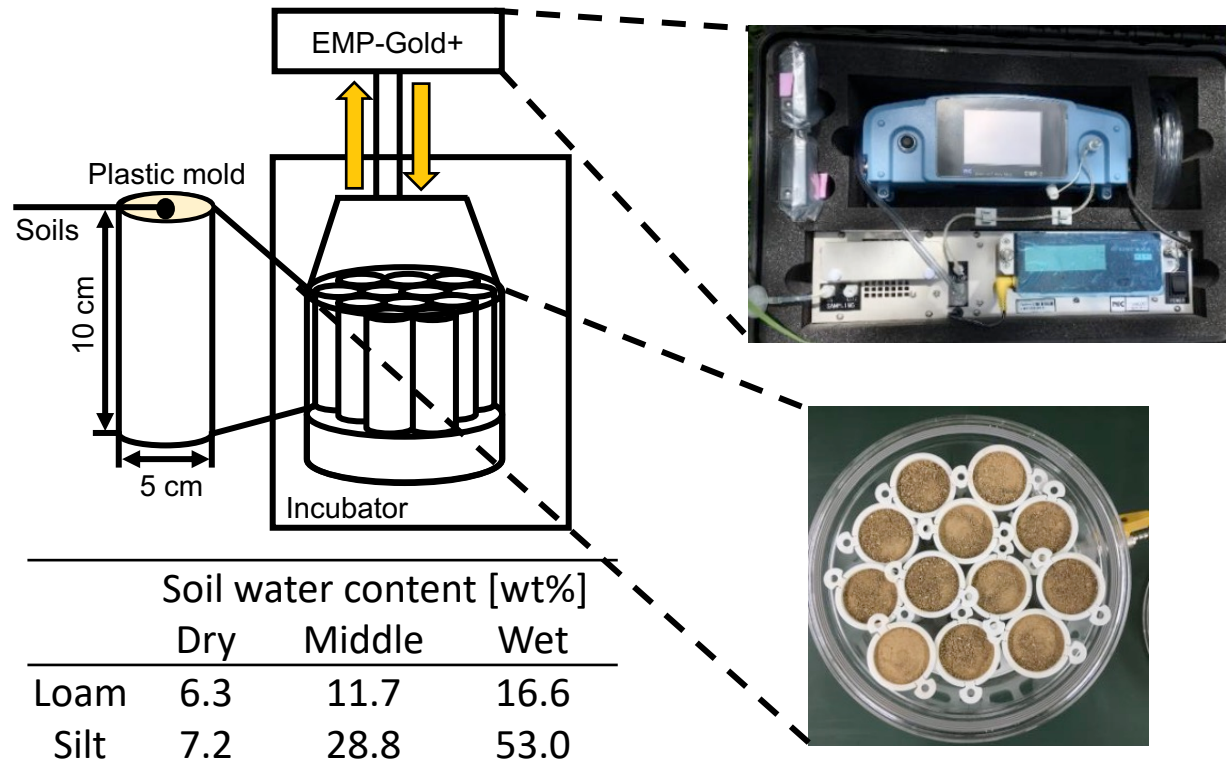 EMP-Gold+
Plastic mold
Soils
10 cm
5 cm
Incubator
SAMPLING
Soil water content [wt%]
Dry Middle Wet
Loam 6.3 11.7 16.6
Silt 7.2 28.8 53.0